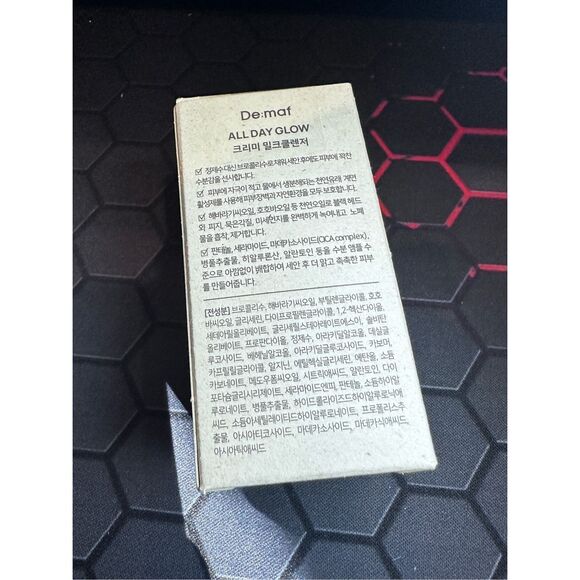 De:maf
ALL DAY GLOW
크리미 밀크클렌저
정제수 대신 브로콜리수로 채워 세안 후에도 피부에 꽉찬
수분감을 선사합니다.
피부에 자극이 적고 물에서 생분해되는 천연유래 계면
활성제를 사용해 피부장벽과 자연환경을 모두 보호합니다.
해바라기씨오일, 호호바오일 등 천연오일로 블랙 헤드
와 피지, 묵은각질, 미세먼지를 완벽하게 녹여내고 노폐
물을 흡착, 제거합니다.
판텐놀, 세라마이드, 마데카소사이드(CICA complex),
병풀추출물, 히알루론산, 알란토인 등을 수분 앰플 수
준으로 아낌없이 배합하여 세안 후 더 맑고 촉촉한 피부
를 만들어줍니다.
[전성분] 브로콜리수, 해바라기씨오일, 부틸렌글라이콜, 호호
바씨오일, 글리세린, 다이프로필렌글라이콜, 1,2-헥산다이올,
세테아릴올리베이트, 글리세릴스테아레이트에스이, 솔비탄
올리베이트, 프로판다이올, 정제수, 아라키딜알코올, 데실글
루코사이드, 베헤닐알코올, 아라키딜글루코사이드, 카보머,
카프릴릴글라이콜, 알지닌, 에틸헥실글리세린, 에탄올, 소듐
카보네이트, 메도우폼씨오일, 시트릭애씨드, 알란토인, 다이
포타슘글리시리제이트, 세라마이드엔피, 판테놀, 소듐하이알
루로네이트, 병풀추출물, 하이드롤라이즈드하이알루로닉애
씨드, 소듐아세틸레이티드하이알루로네이트, 프로폴리스추
출물, 아시아티코사이드, 마데카소사이드, 마데카식애씨드,
아시아틱애씨드